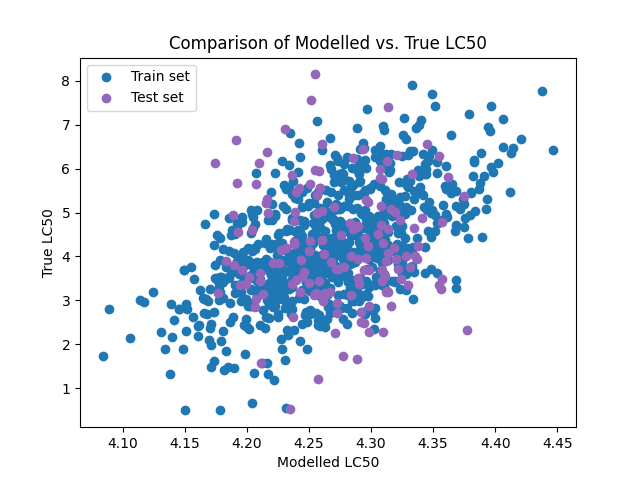 Comparison of Modelled vs. True LC50
Train set
Test set
True LC50
8
7
6
5
4
3
2
1
4.10 4.15 4.20 4.25 4.30 4.35 4.40 4.45
Modelled LC50